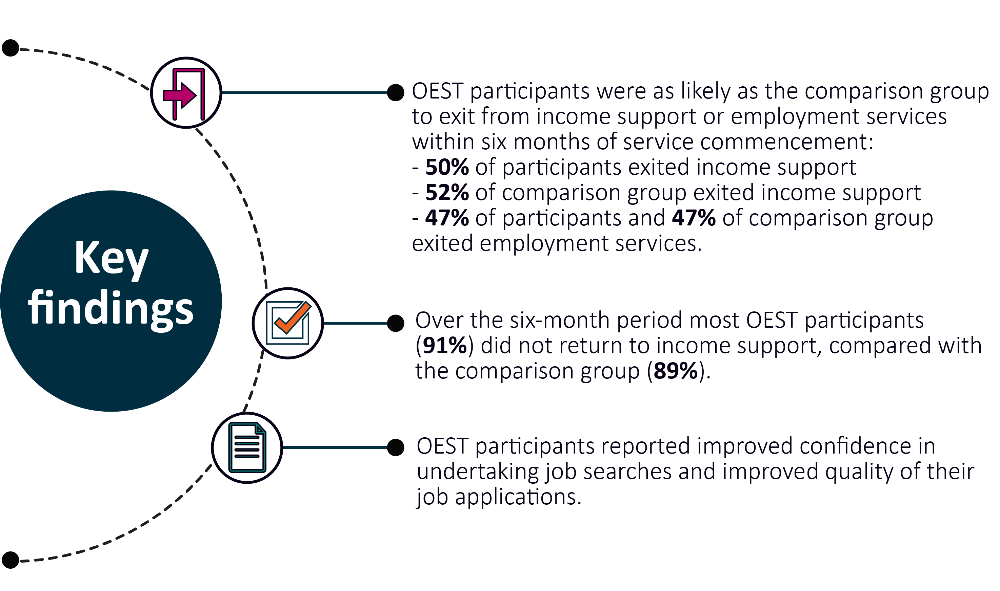 Key
findings
OEST participants were as likely as the comparison group
to exit from income support or employment services
within six months of service commencement:
- 50% of participants exited income support
- 52% of comparison group exited income support
- 47% of participants and 47% of comparison group
exited employment services.
Over the six-month period most OEST participants
(91%) did not return to income support, compared with
the comparison group (89%).
OEST participants reported improved confidence in
undertaking job searches and improved quality of their
job applications.